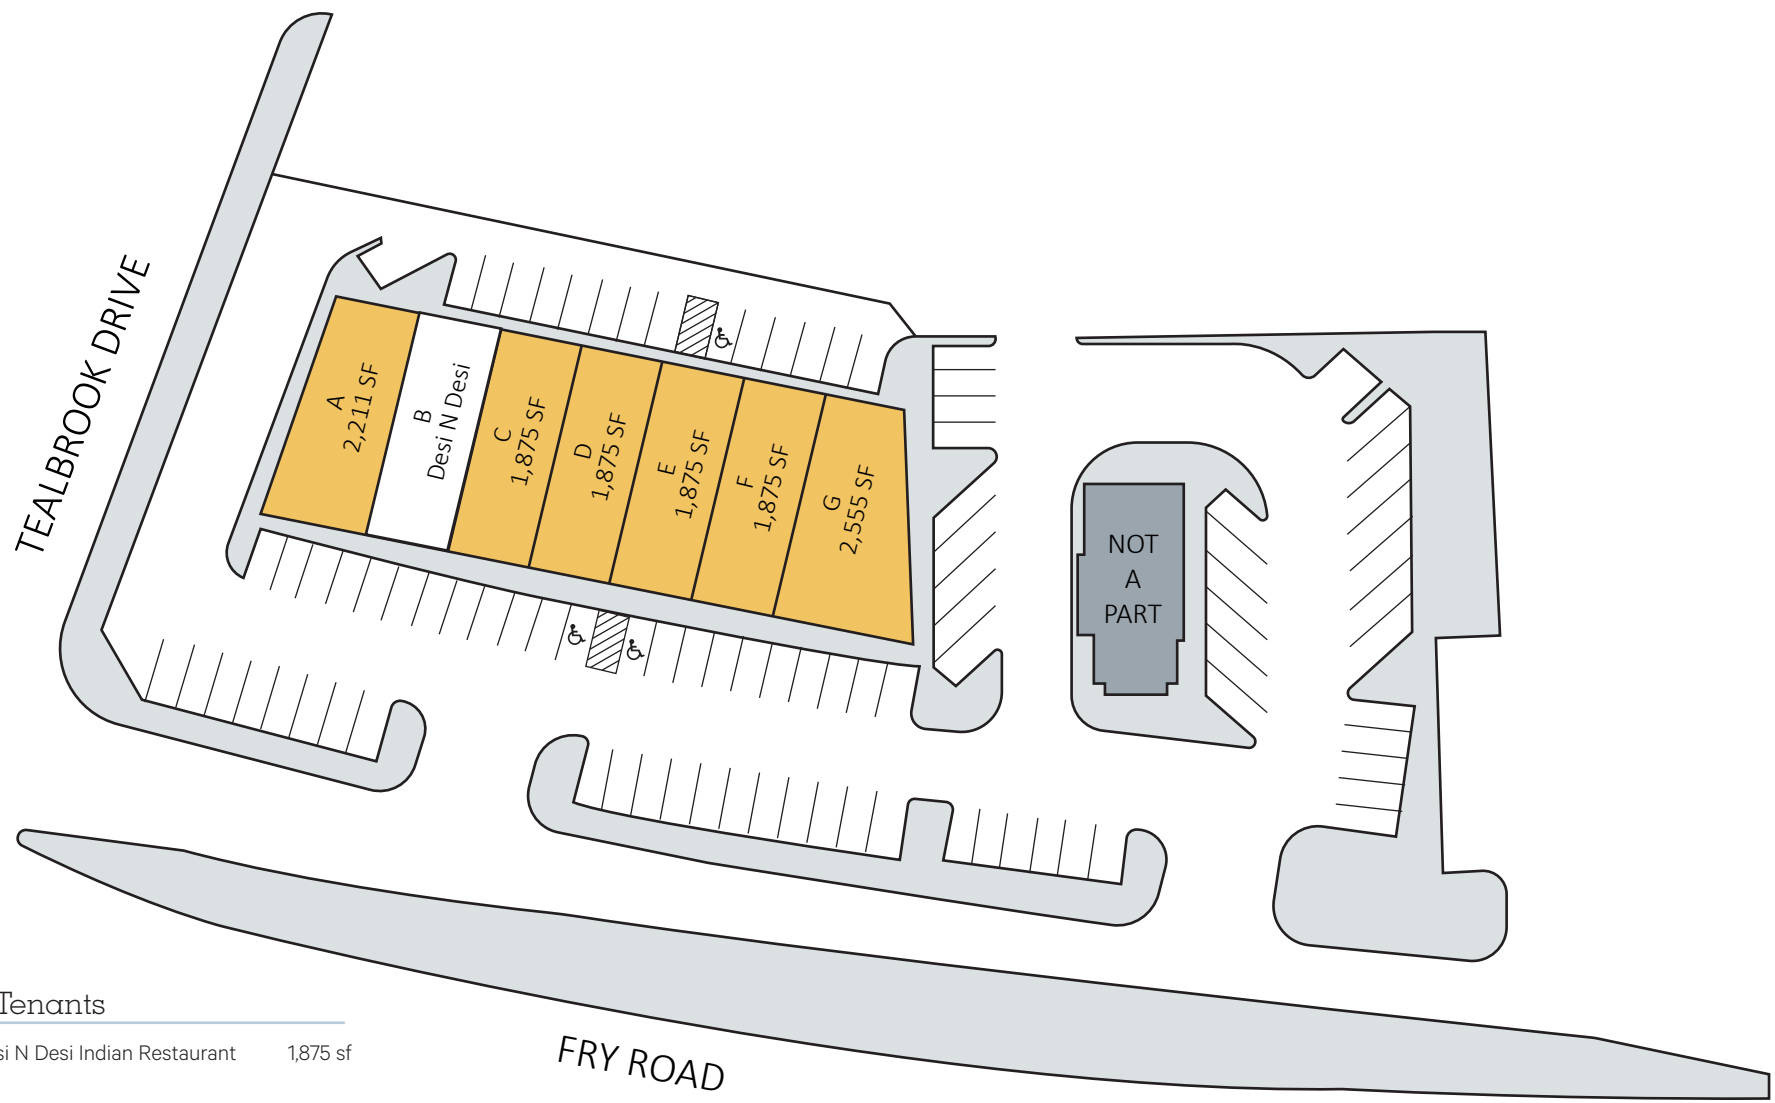 TEALBROOK DRIVE
A
2,211 SF
B
Desi N Desi
C
1,875 SF
D
1,875 SF
E
1,875 SF
F
1,875 SF
G
2,555 SF
NOT
A
PART
Tenants
si N Desi Indian Restaurant 1,875 sf
FRY ROAD